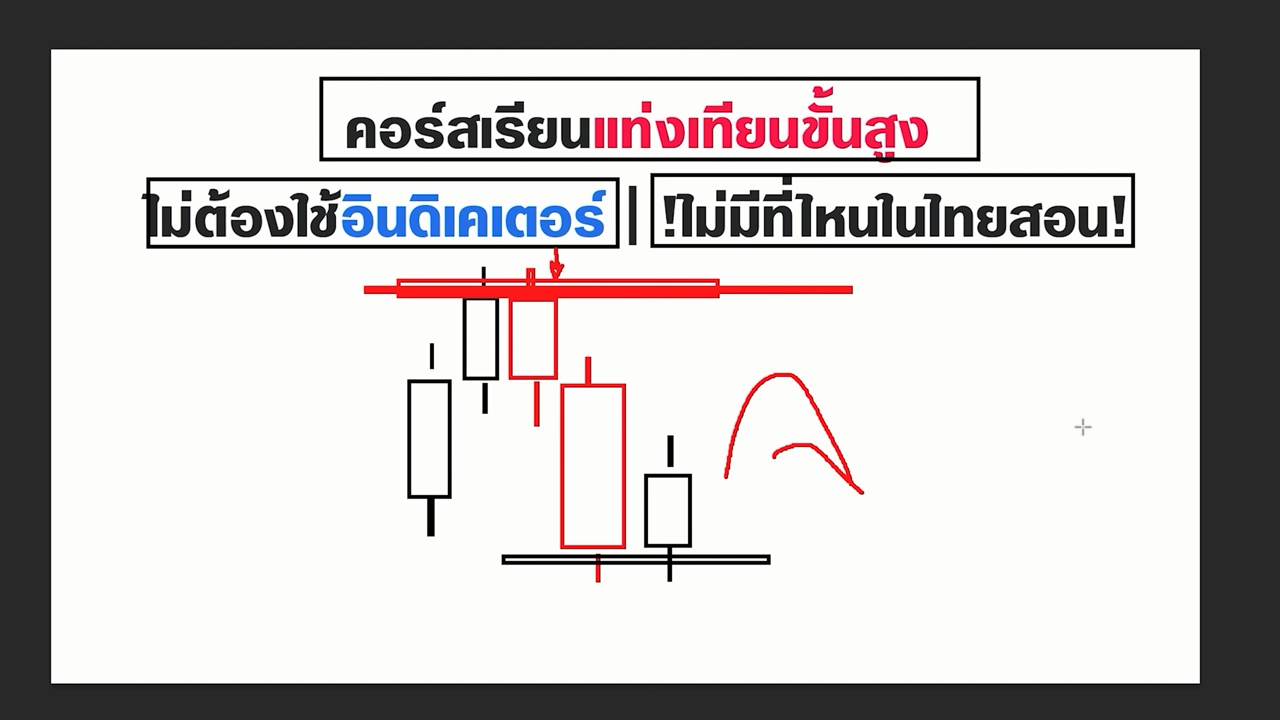 คอร์สเรียนแท่งเทียนขั้นสูง
ไม่ต้องใช้อินดิเคเตอร์ | !ไม่มีที่ไหนในไทยสอน!